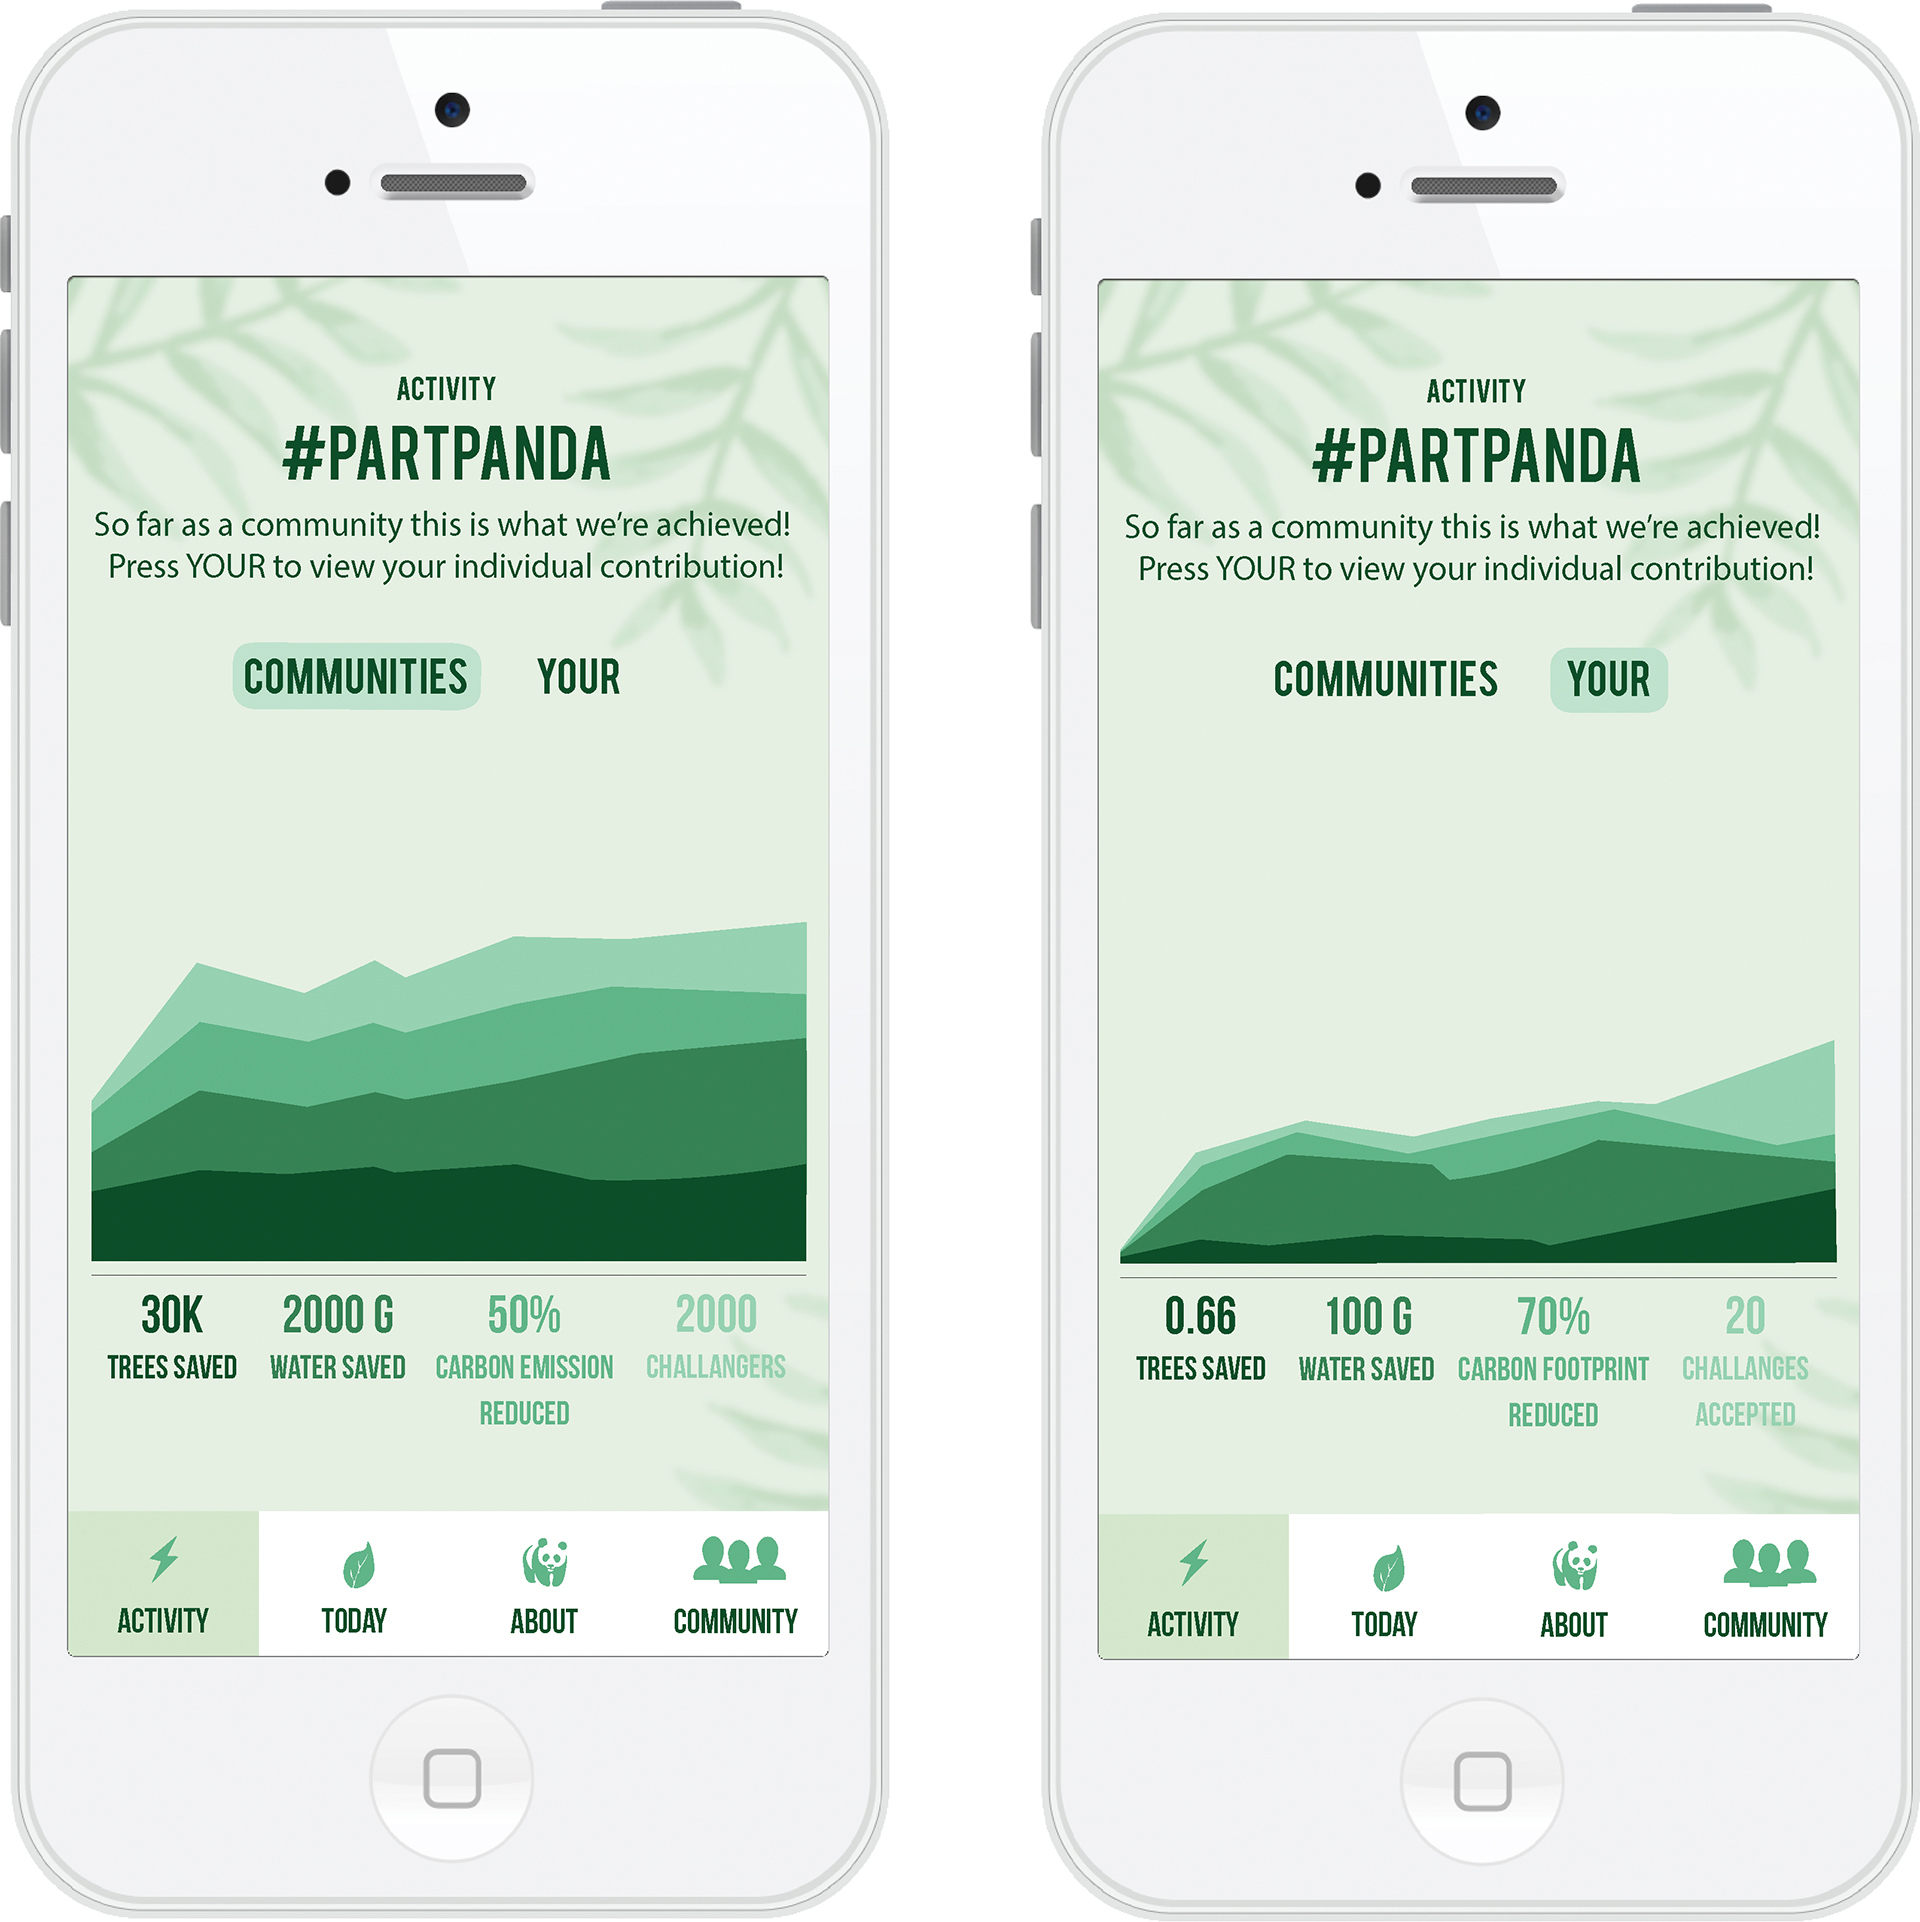 ACTIVITY
#PARTPANDA
So far as a community this is what we're achieved!
Press YOUR to view your individual contribution!
COMMUNITIES YOUR
30K 2000 G 50% 2000
TREES SAVED WATER SAVED CARBON EMISSION CHALLANGERS
REDUCED
ACTIVITY TODAY ABOUT COMMUNITY
ACTIVITY
#PARTPANDA
So far as a community this is what we're achieved!
Press YOUR to view your individual contribution!
COMMUNITIES YOUR
0.66 100 G 70% 20
TREES SAVED WATER SAVED CARBON FOOTPRINT CHALLANGES
REDUCED ACCEPTED
ACTIVITY TODAY ABOUT COMMUNITY